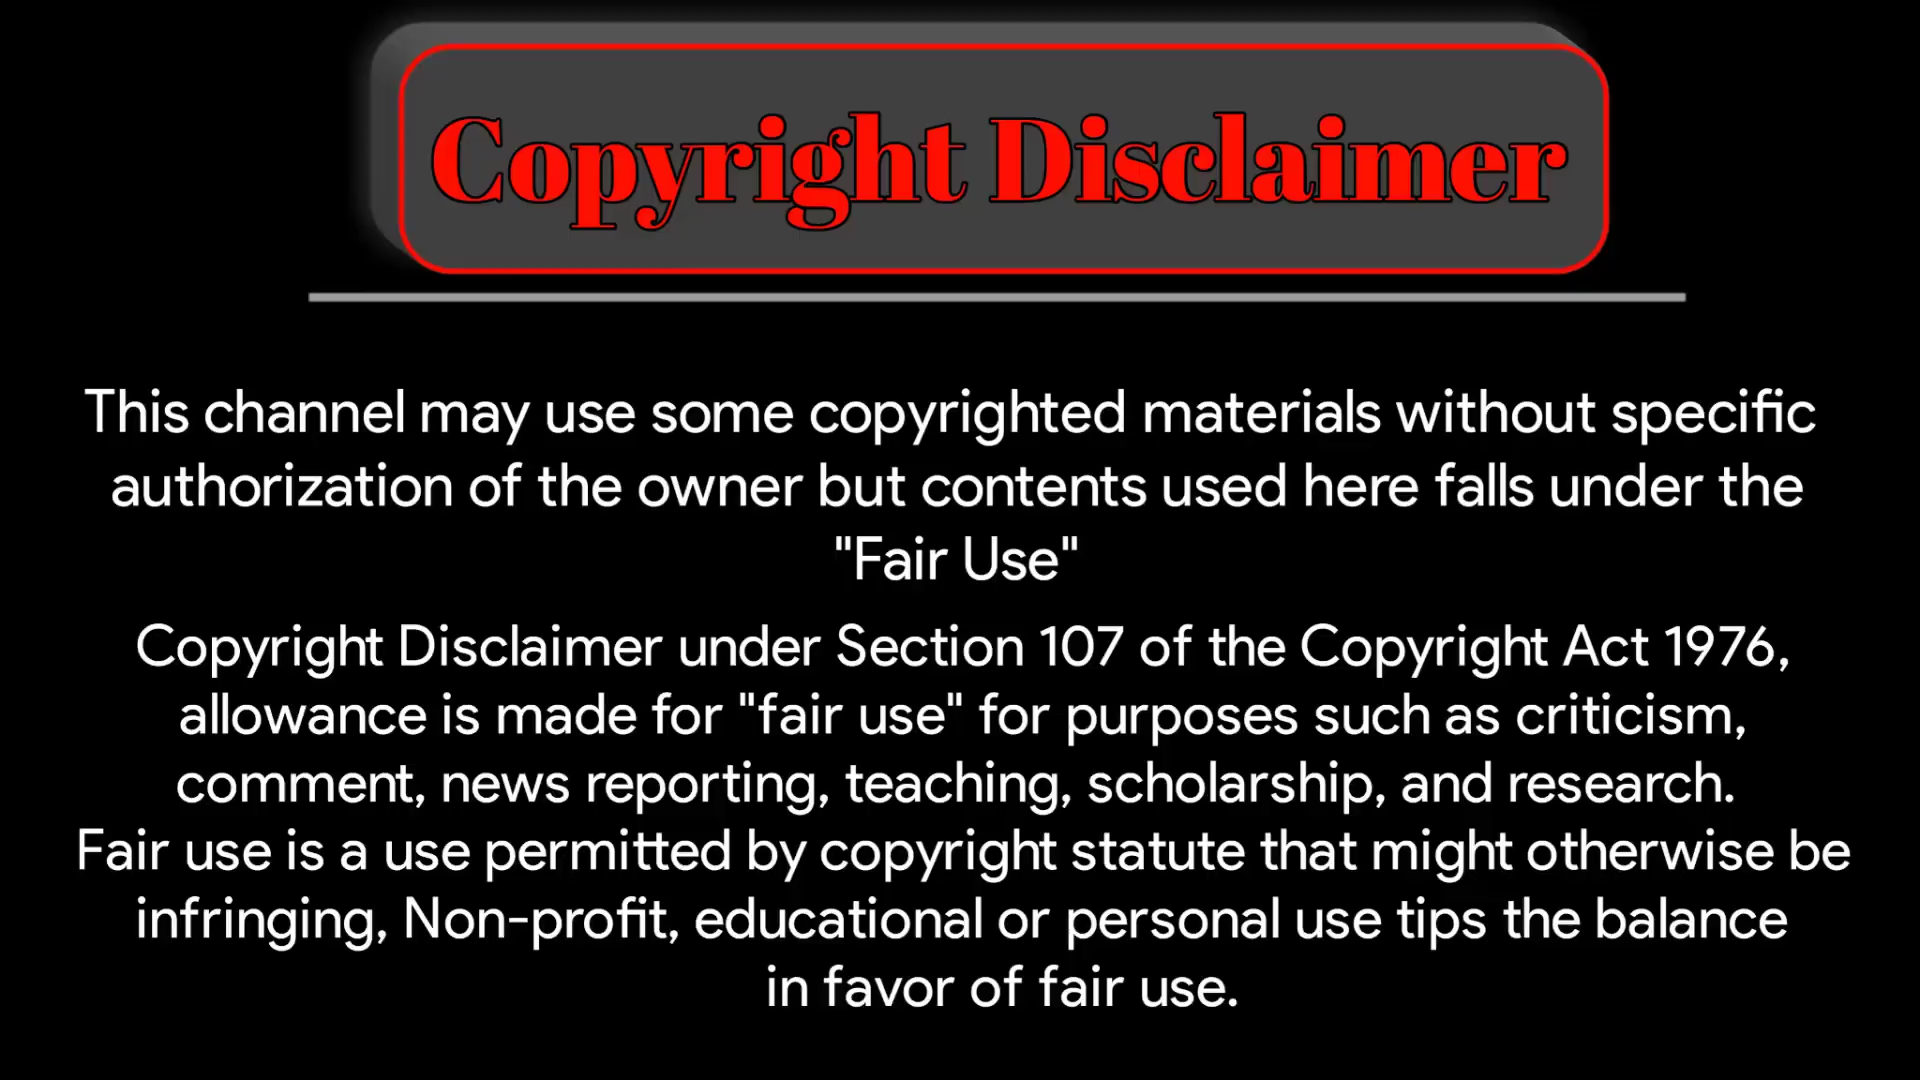 Copyright Disclaimer
This channel may use some copyrighted materials without specific
authorization of the owner but contents used here falls under the
"Fair Use"
Copyright Disclaimer under Section 107 of the Copyright Act 1976,
allowance is made for "fair use" for purposes such as criticism,
comment, news reporting, teaching, scholarship, and research.
Fair use is a use permitted by copyright statute that might otherwise be
infringing, Non-profit, educational or personal use tips the balance
in favor of fair use.